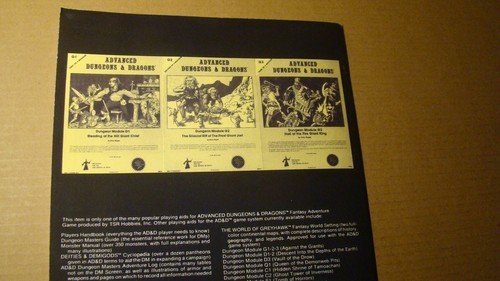 ADVANCED
DUNGEONS & DRAGONS
Dungeon Module G1
Steading of the Hill Giant Chief
ADVANCED
DUNGEONS & DRAGONS
Dungeon Module G2
The Glacial Rift of The Frost Giant Jarl
ADVANCED
DUNGEONS & DRAGONS
Dungeon Module G3
Hall of the Fire Giant King
This item is only one of the many popular playing aids for ADVANCED DUNGEONS & DRAGONS™ Fantasy Adventure
Game produced by TSR Hobbies, Inc. Other playing aids for the AD&D™ game system currently available include:
Players Handbook (everything the AD&D player needs to know)
Dungeon Masters Guide (the essential reference work for DMs)
Monster Manual (over 350 monsters, with full explanations and
many illustrations)
DEITIES & DEMIGODS™ Cyclopedia (over a dozen pantheons
given in AD&D terms to aid the DM in expanding a campaign)
AD&D Dungeon Masters Adventure Log (contains many tables
not on the DM Screen, as well as illustrations of armor and
weapons and pages on which to record all information needed
THE WORLD OF GREYHAWK™ Fantasy World Setting (two full
color continental maps, with complete descriptions of history,
geography, and legends. Approved for use with the AD&D
game system)
Dungeon Module G1-2-3 (Against the Giants)
Dungeon Module D1-2 (Descent Into the Depths of the Earth)
Dungeon Module D3 (Vault of the Drow)
Dungeon Module Q1 (Queen of the Demonweb Pits)
Dungeon Module C1 (Hidden Shrine of Tamoachan)
Dungeon Module C2 (Ghost Tower of Inverness)
(Tomb of Horrors)